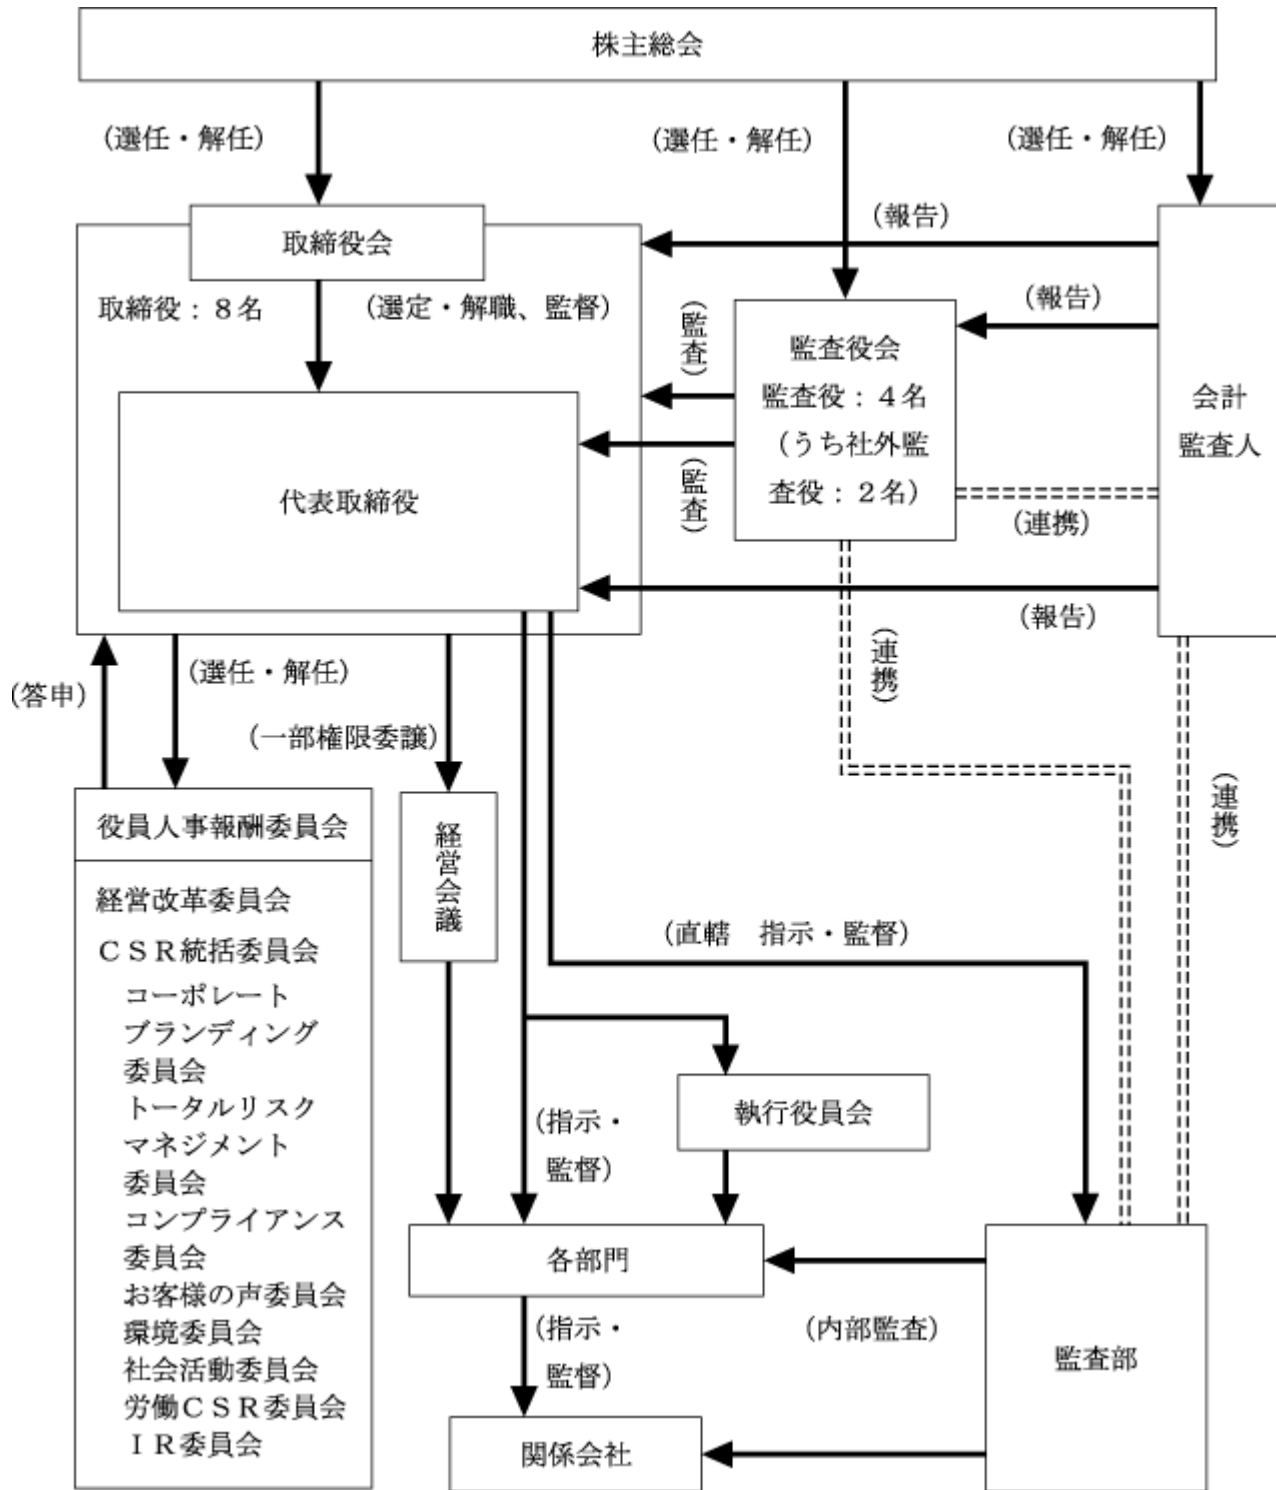 株主総会
(選任・解任)
(選任・解任)
(選任・解任)
(報告)
取締役会
取締役：８名
(選定・解職、監督)
(監査)
(報告)
監査役会
監査役：４名
（うち社外監
査役：２名）
会計
監査人
代表取締役
(監査)
(連携)
(報告)
(連携)
(選任・解任)
(答申)
(一部権限委譲)
(連携)
役員人事報酬委員会
経営会議
経営改革委員会
ＣＳＲ統括委員会
コーポレート
ブランディング
委員会
トータルリスク
マネジメント
委員会
コンプライアンス
委員会
お客様の声委員会
環境委員会
社会活動委員会
労働ＣＳＲ委員会
ＩＲ委員会
(直轄　指示・監督)
執行役員会
(指示・
監督)
各部門
(指示・
監督)
(内部監査)
監査部
関係会社